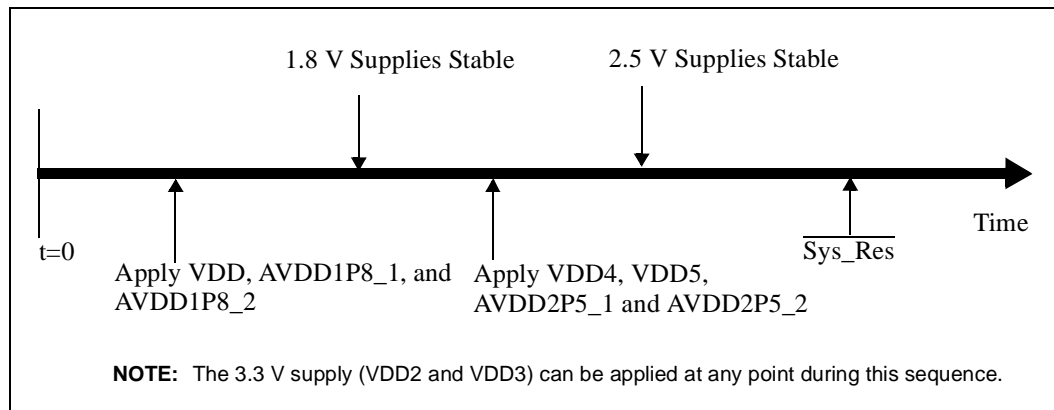 1.8 V Supplies Stable
2.5 V Supplies Stable
Time
t=0
Sys_Res
Apply VDD, AVDD1P8_1, and
AVDD1P8_2
Apply VDD4, VDD5,
AVDD2P5_1 and AVDD2P5_2
NOTE: The 3.3 V supply (VDD2 and VDD3) can be applied at any point during this sequence.